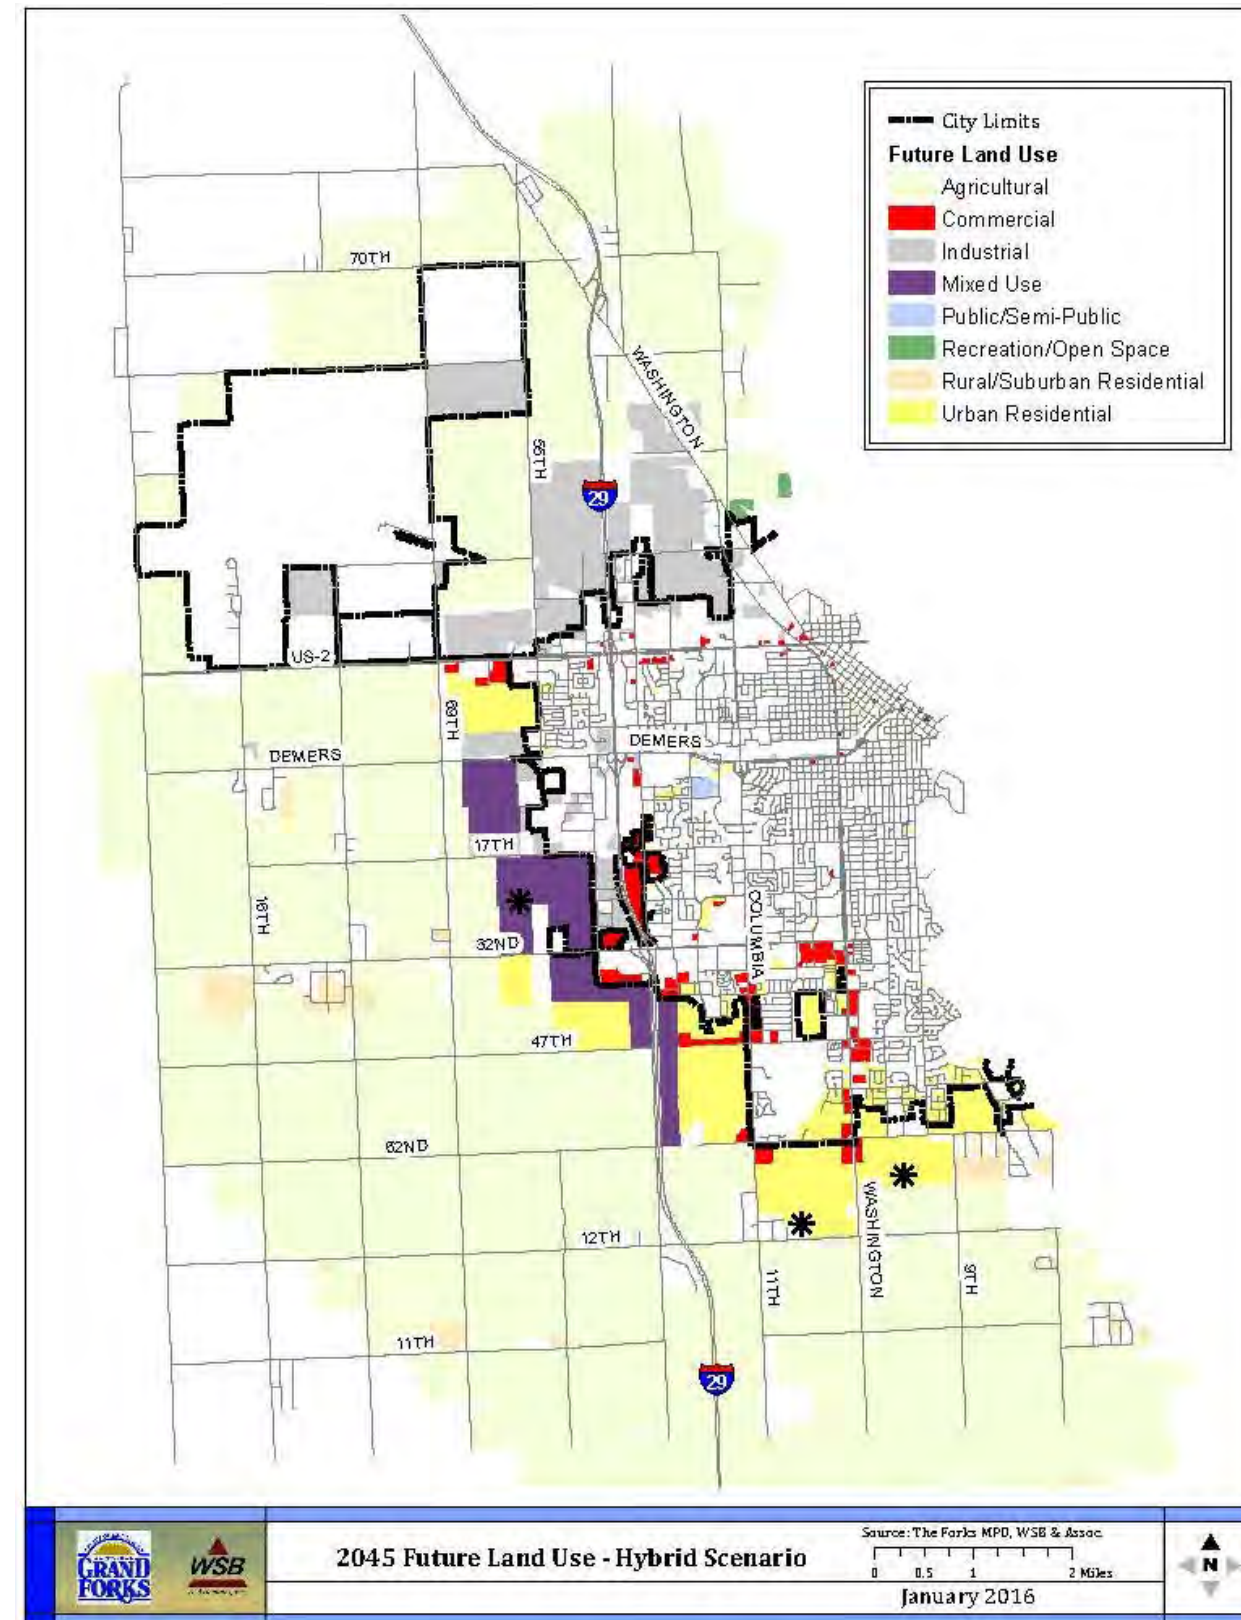 City Limits
Future Land Use
Agricultural
Commercial
Industrial
Mixed Use
Public/Semi-Public
Recreation/Open Space
Rural/Suburban Residential
Urban Residential
70TH
WASHINGTON
55TH
29
US-2
69TH
DEMERS
DEMERS
17TH
16TH
COLUMBIA
32ND
47TH
62ND
12TH
11TH
WASHINGTON
9TH
11TH
29
GRAND
FORKS
WSB
2045 Future Land Use - Hybrid Scenario
Source: The Forks MPO, WSB & Assoc.
0 0.5 1 2 Miles
January 2016
N